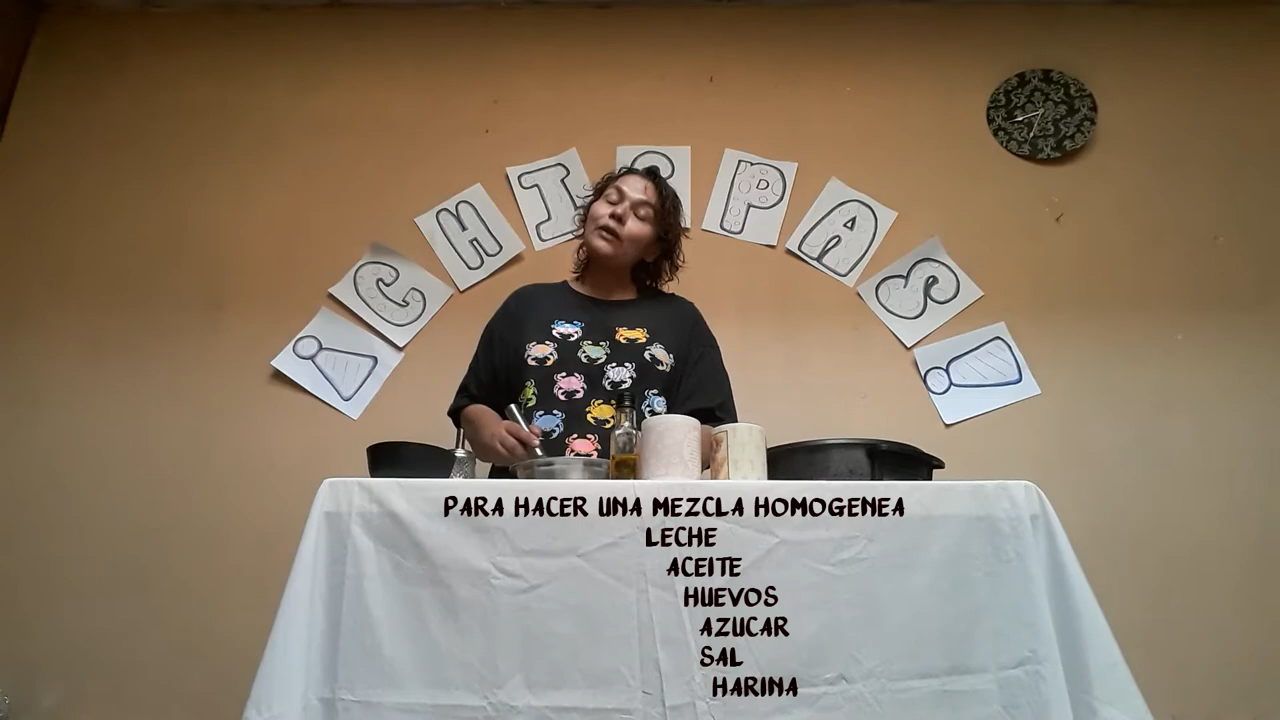 ¡CHISPAS!
PARA HACER UNA MEZCLA HOMOGENEA
LECHE
ACEITE
HUEVOS
AZUCAR
SAL
HARINA